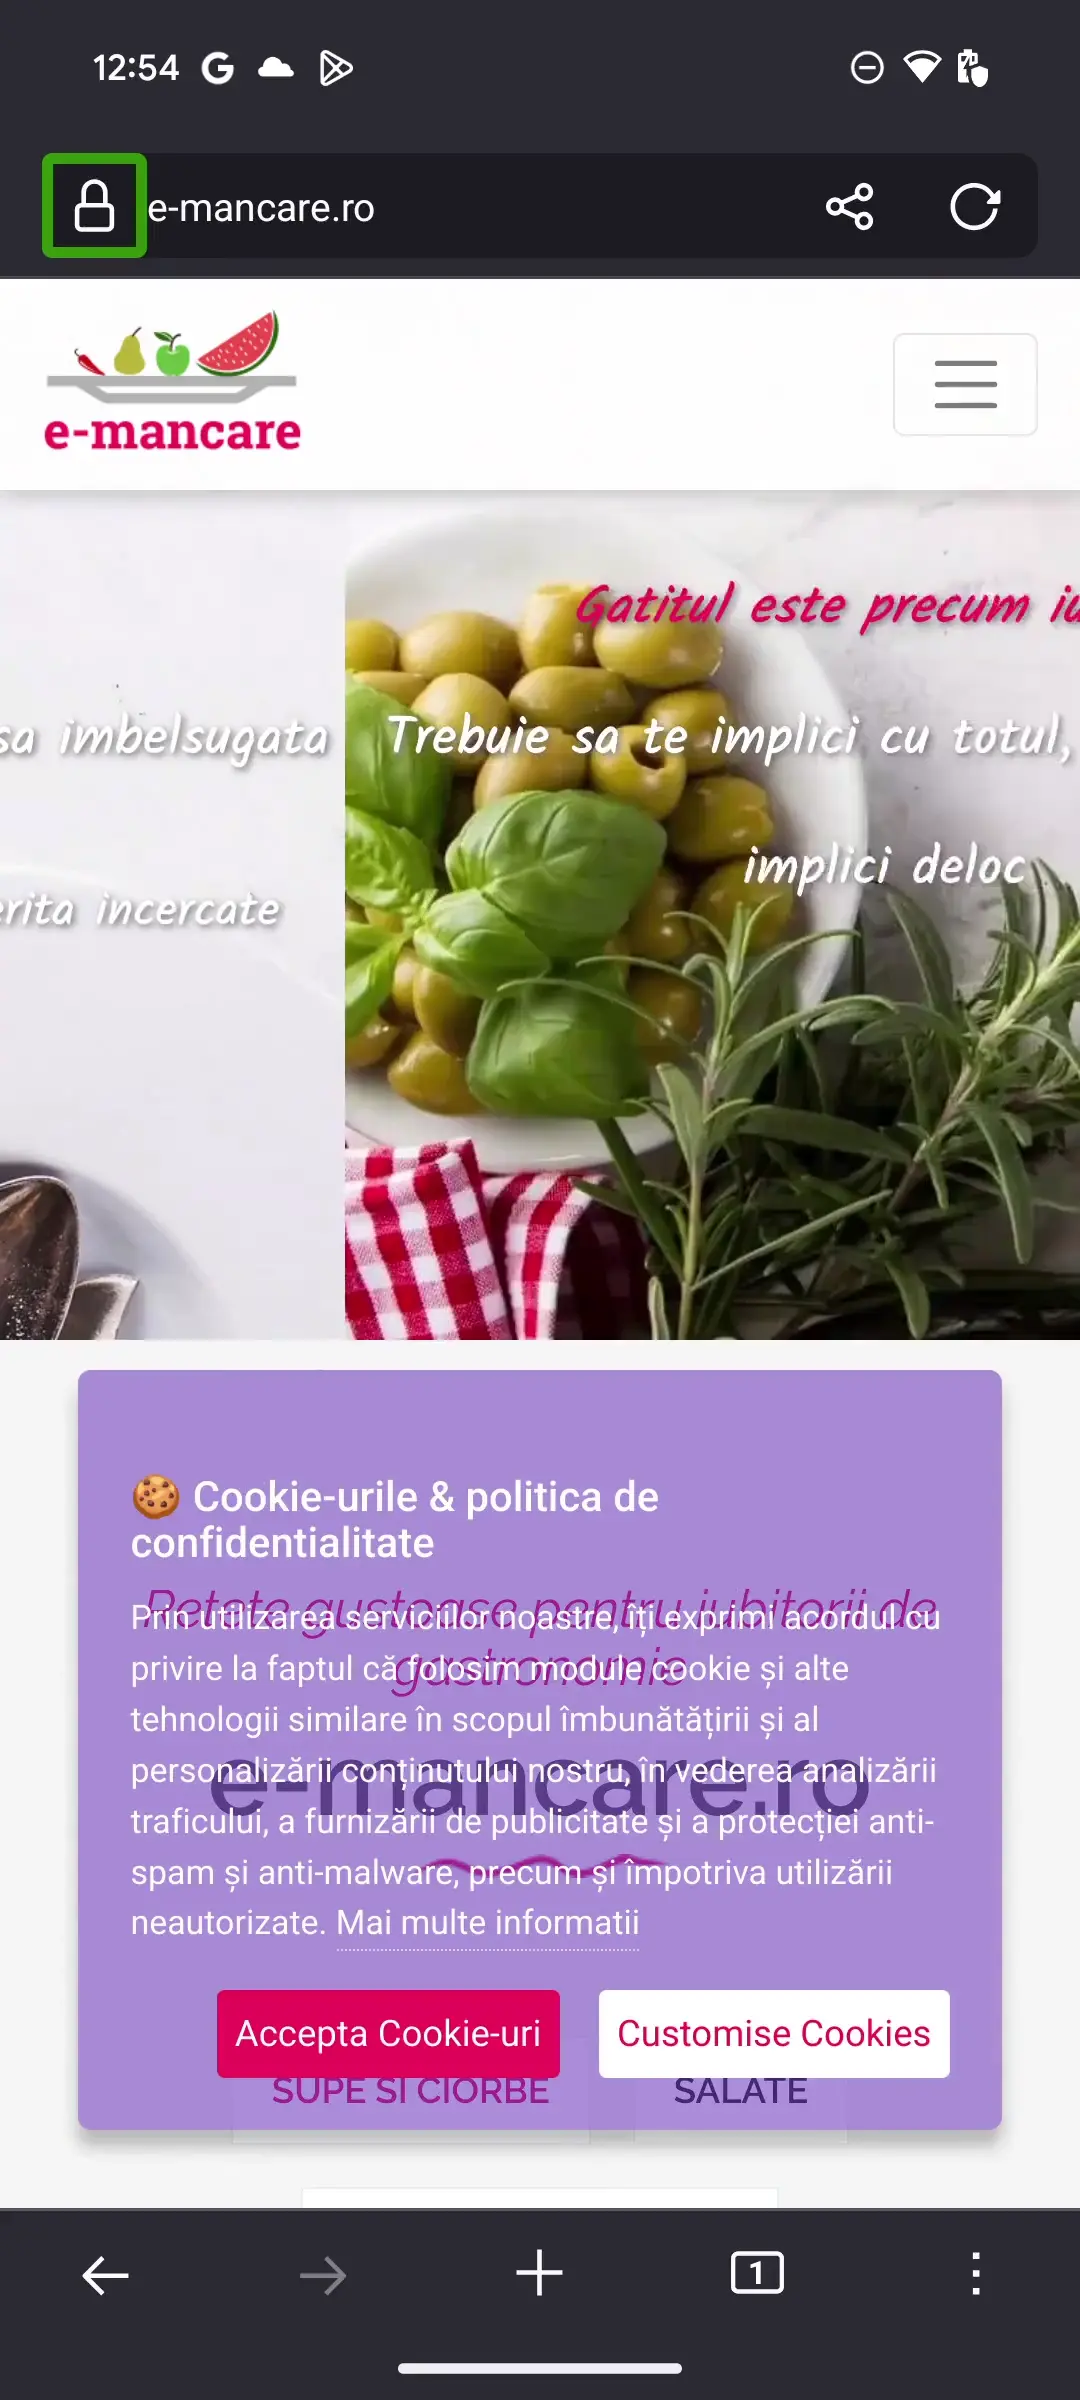 12:54
e-mancare.ro
e-mancare
Gatitul este precum iu
sa imbelsugata
Trebuie sa te implici cu totul,
implici deloc
erita incercate
🍪 Cookie-urile & politica de
confidentialitate
Retete gustoase pentru iubitorii de
gastronomie
Prin utilizarea serviciilor noastre, îți exprimi acordul cu
privire la faptul că folosim module cookie și alte
tehnologii similare în scopul îmbunătățirii și al
personalizării conținutului nostru, în vederea analizării
traficului, a furnizării de publicitate și a protecției anti-
spam și anti-malware, precum și împotriva utilizării
neautorizate. Mai multe informatii
e-mancare.ro
Accepta Cookie-uri
Customise Cookies
SUPE SI CIORBE
SALATE
1